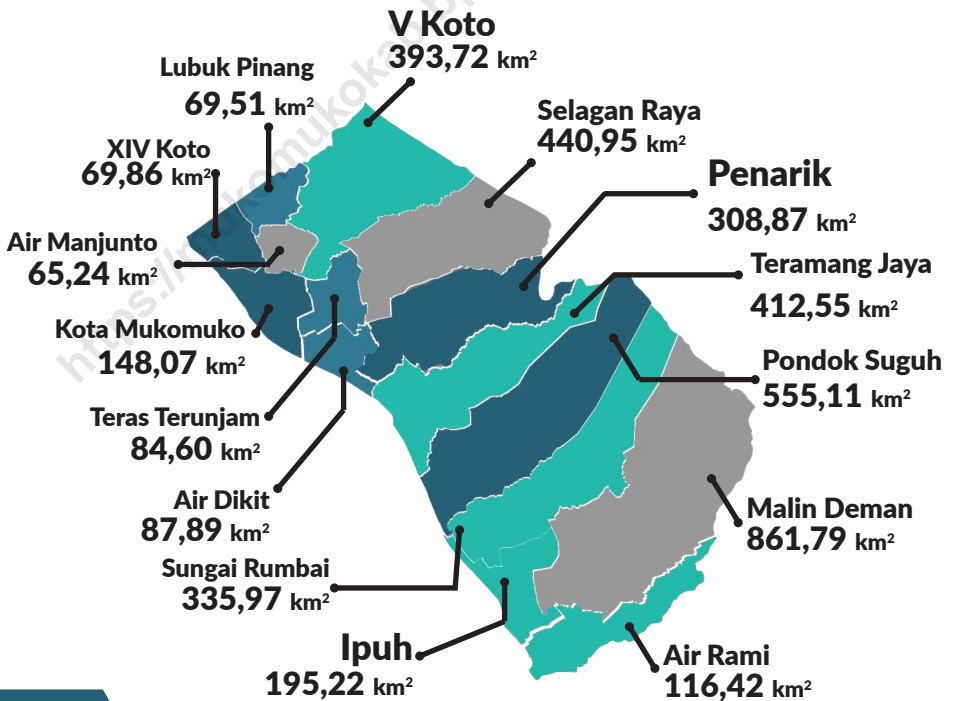 V Koto
393,72 km²
Lubuk Pinang
69,51 km²
Selagan Raya
440,95 km²
XIV Koto
69,86 km²
Penarik
308,87 km²
Air Manjunto
65,24 km²
Teramang Jaya
412,55 km²
Kota Mukomuko
148,07 km²
Pondok Suguh
555,11 km²
Teras Terunjam
84,60 km²
Air Dikit
87,89 km²
Malin Deman
861,79 km²
Sungai Rumbai
335,97 km²
Ipuh
195,22 km²
Air Rami
116,42 km²
https://mukomukokab.b